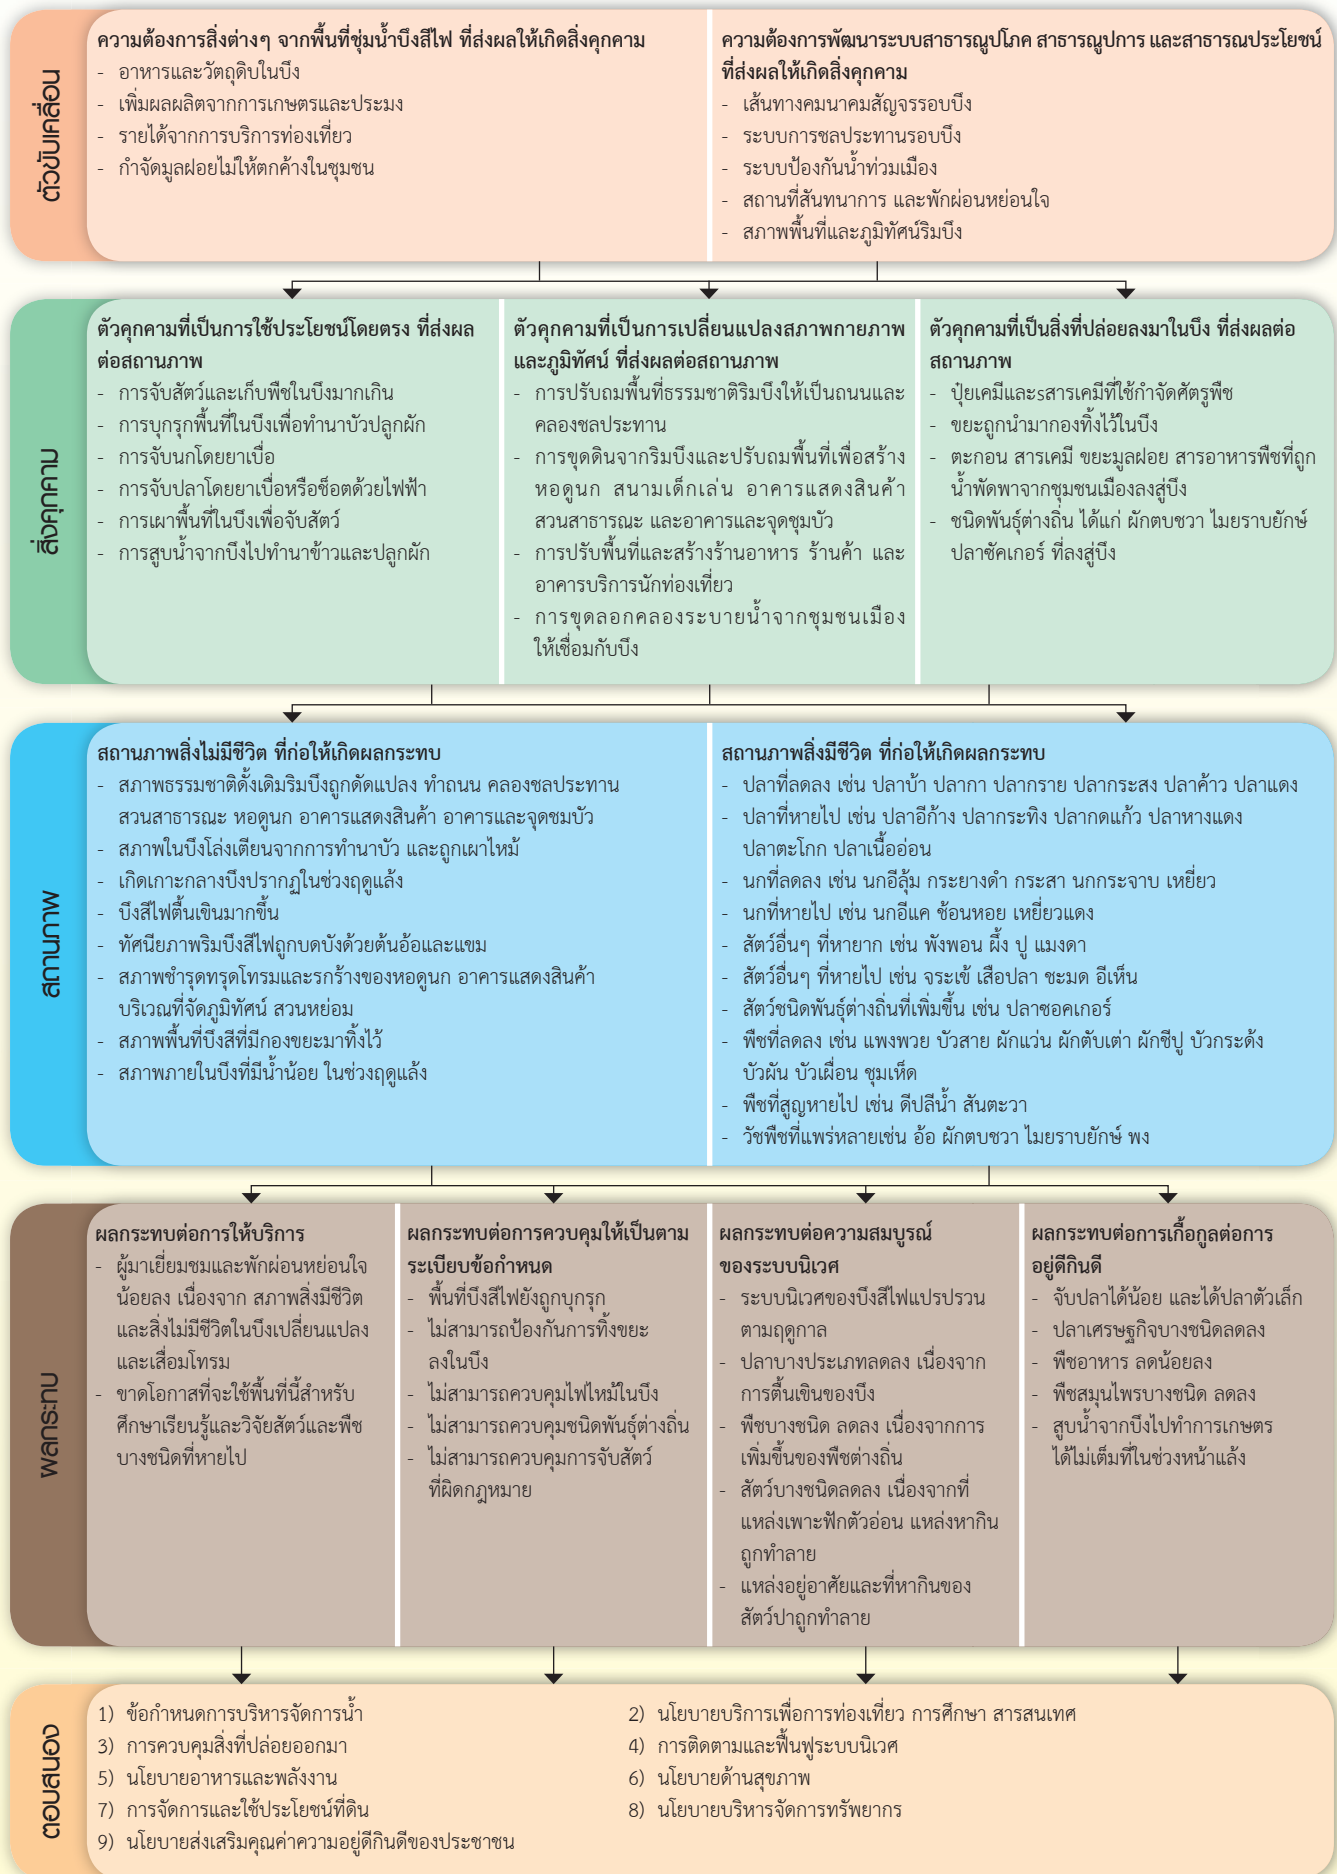 ตัวขับเคลื่อน
ความต้องการสิ่งต่างๆ จากพื้นที่ชุ่มน้ำบึงสีไฟ ที่ส่งผลให้เกิดสิ่งคุกคาม
- อาหารและวัตถุดิบในบึง
- เพิ่มผลผลิตจากการเกษตรและประมง
- รายได้จากการบริการท่องเที่ยว
- กำจัดมูลฝอยไม่ให้ตกค้างในชุมชน
ความต้องการพัฒนาระบบสาธารณูปโภค สาธารณูปการ และสาธารณประโยชน์
ที่ส่งผลให้เกิดสิ่งคุกคาม
- เส้นทางคมนาคมสัญจรรอบบึง
- ระบบการชลประทานรอบบึง
- ระบบป้องกันน้ำท่วมเมือง
- สถานที่สันทนาการ และพักผ่อนหย่อนใจ
- สภาพพื้นที่และภูมิทัศน์ริมบึง
สิ่งคุกคาม
ตัวคุกคามที่เป็นการใช้ประโยชน์โดยตรง ที่ส่งผล
ต่อสถานภาพ
- การจับสัตว์และเก็บพืชในบึงมากเกิน
- การบุกรุกพื้นที่ในบึงเพื่อทำนาบัวปลูกผัก
- การจับนกโดยยาเบื่อ
- การจับปลาโดยยาเบื่อหรือช็อตด้วยไฟฟ้า
- การเผาพื้นที่ในบึงเพื่อจับสัตว์
- การสูบน้ำจากบึงไปทำนาข้าวและปลูกผัก
ตัวคุกคามที่เป็นการเปลี่ยนแปลงสภาพกายภาพ
และภูมิทัศน์ ที่ส่งผลต่อสถานภาพ
- การปรับถมพื้นที่ธรรมชาติริมบึงให้เป็นถนนและ
คลองชลประทาน
- การขุดดินจากริมบึงและปรับถมพื้นที่เพื่อสร้าง
หอดูนก สนามเด็กเล่น อาคารแสดงสินค้า
สวนสาธารณะ และอาคารและจุดชุมบัว
- การปรับพื้นที่และสร้างร้านอาหาร ร้านค้า และ
อาคารบริการนักท่องเที่ยว
- การขุดลอกคลองระบายน้ำจากชุมชนเมือง
ให้เชื่อมกับบึง
ตัวคุกคามที่เป็นสิ่งที่ปล่อยลงมาในบึง ที่ส่งผลต่อ
สถานภาพ
- ปุ๋ยเคมีและsสารเคมีที่ใช้กำจัดศัตรูพืช
- ขยะถูกนำมากองทิ้งไว้ในบึง
- ตะกอน สารเคมี ขยะมูลฝอย สารอาหารพืชที่ถูก
น้ำพัดพาจากชุมชนเมืองลงสู่บึง
- ชนิดพันธุ์ต่างถิ่น ได้แก่ ผักตบชวา ไมยราบยักษ์
ปลาซัคเกอร์ ที่ลงสู่บึง
สถานภาพ
สถานภาพสิ่งไม่มีชีวิต ที่ก่อให้เกิดผลกระทบ
- สภาพธรรมชาติดั้งเดิมริมบึงถูกดัดแปลง ทำถนน คลองชลประทาน
สวนสาธารณะ หอดูนก อาคารแสดงสินค้า อาคารและจุดชมบัว
- สภาพในบึงโล่งเตียนจากการทำนาบัว และถูกเผาไหม้
- เกิดเกาะกลางบึงปรากฏในช่วงฤดูแล้ง
- บึงสีไฟตื้นเขินมากขึ้น
- ทัศนียภาพริมบึงสีไฟถูกบดบังด้วยต้นอ้อและแขม
- สภาพชำรุดทรุดโทรมและรกร้างของหอดูนก อาคารแสดงสินค้า
บริเวณที่จัดภูมิทัศน์ สวนหย่อม
- สภาพพื้นที่บึงสีที่มีกองขยะมาทิ้งไว้
- สภาพภายในบึงที่มีน้ำน้อย ในช่วงฤดูแล้ง
สถานภาพสิ่งมีชีวิต ที่ก่อให้เกิดผลกระทบ
- ปลาที่ลดลง เช่น ปลาบ้า ปลากา ปลากราย ปลากระสง ปลาค้าว ปลาแดง
- ปลาที่หายไป เช่น ปลาอีก้าง ปลากระทิง ปลากดแก้ว ปลาหางแดง
ปลาตะโกก ปลาเนื้ออ่อน
- นกที่ลดลง เช่น นกอีลุ้ม กระยางดำ กระสา นกกระจาบ เหยี่ยว
- นกที่หายไป เช่น นกอีแค ช้อนหอย เหยี่ยวแดง
- สัตว์อื่นๆ ที่หายาก เช่น พังพอน ผึ้ง ปู แมงดา
- สัตว์อื่นๆ ที่หายไป เช่น จระเข้ เสือปลา ชะมด อีเห็น
- สัตว์ชนิดพันธุ์ต่างถิ่นที่เพิ่มขึ้น เช่น ปลาซอคเกอร์
- พืชที่ลดลง เช่น แพงพวย บัวสาย ผักแว่น ผักตับเต่า ผักชีปู บัวกระด้ง
บัวผัน บัวเผื่อน ชุมเห็ด
- พืชที่สูญหายไป เช่น ดีปลีน้ำ สันตะวา
- วัชพืชที่แพร่หลายเช่น อ้อ ผักตบชวา ไมยราบยักษ์ พง
ผลกระทบ
ผลกระทบต่อการให้บริการ
- ผู้มาเยี่ยมชมและพักผ่อนหย่อนใจ
น้อยลง เนื่องจาก สภาพสิ่งมีชีวิต
และสิ่งไม่มีชีวิตในบึงเปลี่ยนแปลง
และเสื่อมโทรม
- ขาดโอกาสที่จะใช้พื้นที่นี้สำหรับ
ศึกษาเรียนรู้และวิจัยสัตว์และพืช
บางชนิดที่หายไป
ผลกระทบต่อการควบคุมให้เป็นตาม
ระเบียบข้อกำหนด
- พื้นที่บึงสีไฟยังถูกบุกรุก
- ไม่สามารถป้องกันการทิ้งขยะ
ลงในบึง
- ไม่สามารถควบคุมไฟไหม้ในบึง
- ไม่สามารถควบคุมชนิดพันธุ์ต่างถิ่น
- ไม่สามารถควบคุมการจับสัตว์
ที่ผิดกฎหมาย
ผลกระทบต่อความสมบูรณ์
ของระบบนิเวศ
- ระบบนิเวศของบึงสีไฟแปรปรวน
ตามฤดูกาล
- ปลาบางประเภทลดลง เนื่องจาก
การตื้นเขินของบึง
- พืชบางชนิด ลดลง เนื่องจากการ
เพิ่มขึ้นของพืชต่างถิ่น
- สัตว์บางชนิดลดลง เนื่องจากที่
แหล่งเพาะฟักตัวอ่อน แหล่งหากิน
ถูกทำลาย
- แหล่งอยู่อาศัยและที่หากินของ
สัตว์ปาถูกทำลาย
ผลกระทบต่อการเกื้อกูลต่อการ
อยู่ดีกินดี
- จับปลาได้น้อย และได้ปลาตัวเล็ก
- ปลาเศรษฐกิจบางชนิดลดลง
- พืชอาหาร ลดน้อยลง
- พืชสมุนไพรบางชนิด ลดลง
- สูบน้ำจากบึงไปทำการเกษตร
ได้ไม่เต็มที่ในช่วงหน้าแล้ง
ตอบสนอง
1) ข้อกำหนดการบริหารจัดการน้ำ
2) นโยบายบริการเพื่อการท่องเที่ยว การศึกษา สารสนเทศ
3) การควบคุมสิ่งที่ปล่อยออกมา
4) การติดตามและฟื้นฟูระบบนิเวศ
5) นโยบายอาหารและพลังงาน
6) นโยบายด้านสุขภาพ
7) การจัดการและใช้ประโยชน์ที่ดิน
8) นโยบายบริหารจัดการทรัพยากร
9) นโยบายส่งเสริมคุณค่าความอยู่ดีกินดีของประชาชน